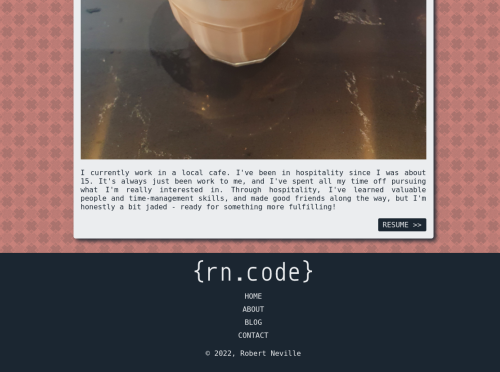 I currently work in a local cafe. I've been in hospitality since I was about
15. It's always just been work to me, and I've spent all my time off pursuing
what I'm really interested in. Through hospitality, I've learned valuable
people and time-management skills, and made good friends along the way, but I'm
honestly a bit jaded - ready for something more fulfilling!
RESUME >>
{rn.code}
HOME
ABOUT
BLOG
CONTACT
© 2022, Robert Neville